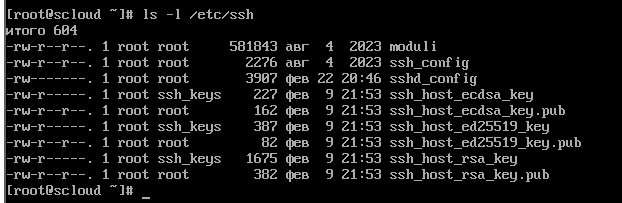 [root@scloud ~]# ls -l /etc/ssh
итого 604
-rw-r--r--. 1 root root     581843 авг  4  2023 moduli
-rw-r--r--. 1 root root       2276 авг  4  2023 ssh_config
-rw-------. 1 root root       3907 фев 22 20:46 sshd_config
-rw-r-----. 1 root ssh_keys    227 фев  9 21:53 ssh_host_ecdsa_key
-rw-r--r--. 1 root root        162 фев  9 21:53 ssh_host_ecdsa_key.pub
-rw-r-----. 1 root ssh_keys    387 фев  9 21:53 ssh_host_ed25519_key
-rw-r--r--. 1 root root         82 фев  9 21:53 ssh_host_ed25519_key.pub
-rw-r-----. 1 root ssh_keys   1675 фев  9 21:53 ssh_host_rsa_key
-rw-r--r--. 1 root root        382 фев  9 21:53 ssh_host_rsa_key.pub
[root@scloud ~]# _